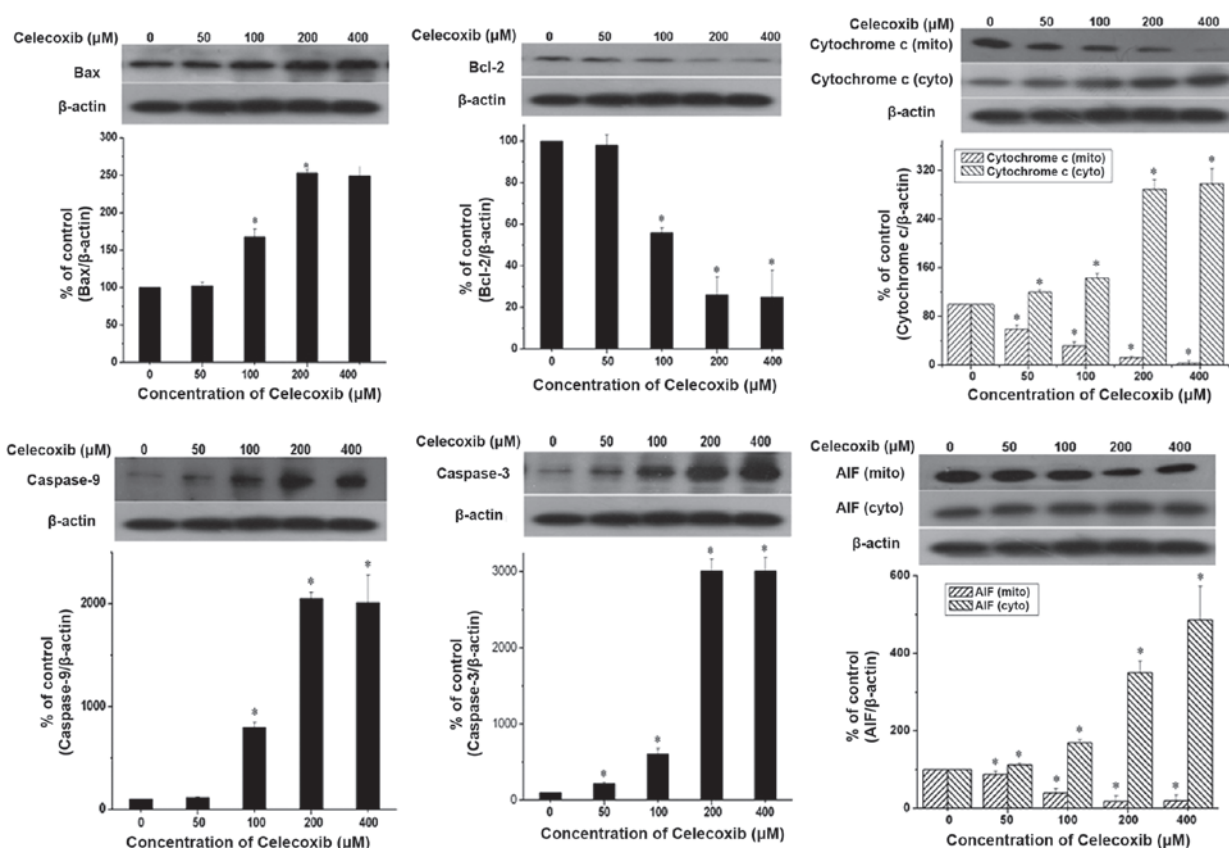 Celecoxib (µM) 0 50 100 200 400
Bax
β-actin
300
250
200
150
100
50
0
% of control
(Bax/β-actin)
*
*
0 50 100 200 400
Concentration of Celecoxib (µM)
Celecoxib (µM) 0 50 100 200 400
Bcl-2
β-actin
100
80
60
40
20
0
% of control
(Bcl-2/β-actin)
*
*
*
0 50 100 200 400
Concentration of Celecoxib (µM)
Celecoxib (µM) 0 50 100 200 400
Cytochrome c (mito)
Cytochrome c (cyto)
β-actin
Cytochrome c (mito)
Cytochrome c (cyto)
320
240
160
80
0
% of control
(Cytochrome c/β-actin)
* * * * * * * *
0 50 100 200 400
Concentration of Celecoxib (µM)
Celecoxib (µM) 0 50 100 200 400
Caspase-9
β-actin
2000
1000
0
% of control
(Caspase-9/β-actin)
*
*
*
0 50 100 200 400
Concentration of Celecoxib (µM)
Celecoxib (µM) 0 50 100 200 400
Caspase-3
β-actin
3000
2000
1000
0
% of control
(Caspase-3/β-actin)
*
*
*
*
0 50 100 200 400
Concentration of Celecoxib (µM)
Celecoxib (µM) 0 50 100 200 400
AIF (mito)
AIF (cyto)
β-actin
AIF (mito)
AIF (cyto)
600
400
200
0
% of control
(AIF/β-actin)
* * * * * * * *
0 50 100 200 400
Concentration of Celecoxib (µM)